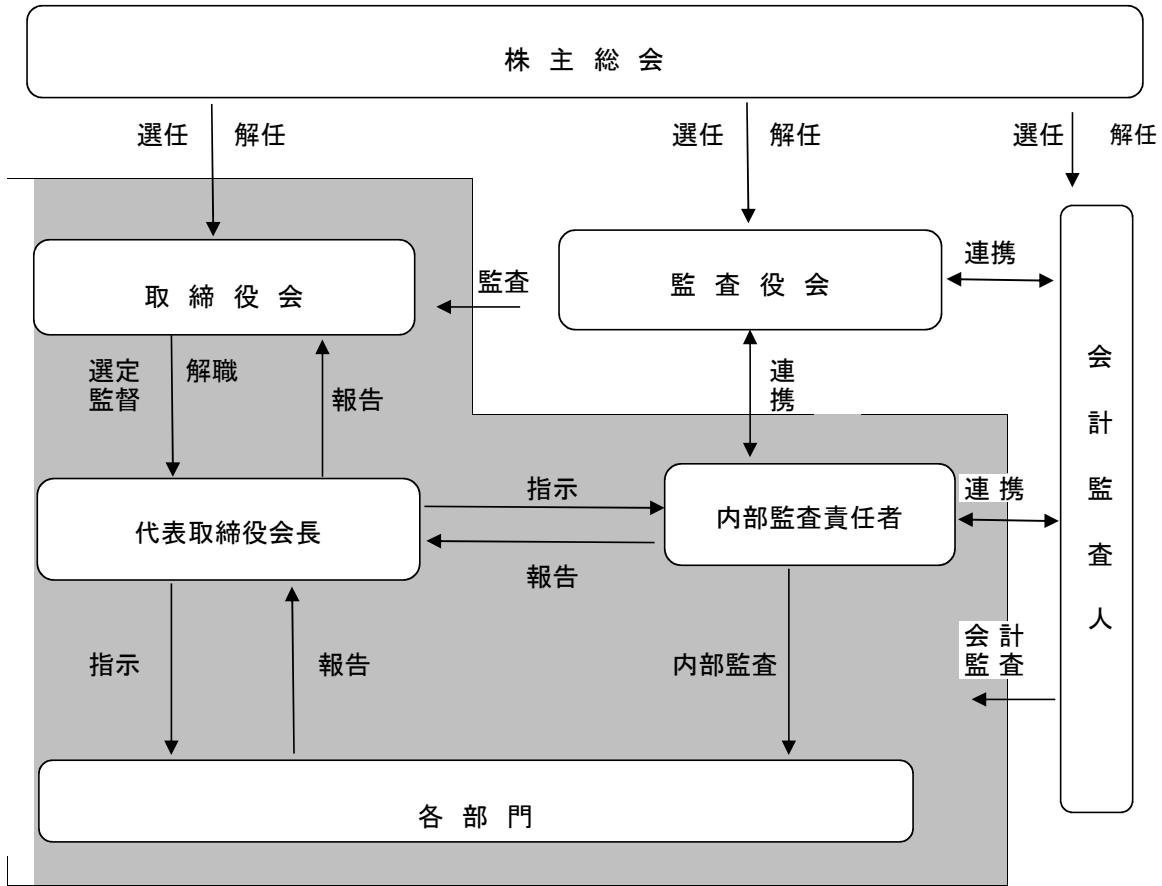 株 主 総 会
選任 解任
選任 解任
選任 解任
取 締 役 会
監査
監 査 役 会
連携
選定 解職
監督
報告
連
携
会
計
監
査
人
代表取締役会長
指示
報告
内部監査責任者
連 携
指示
報告
内部監査
会 計
監 査
各 部 門